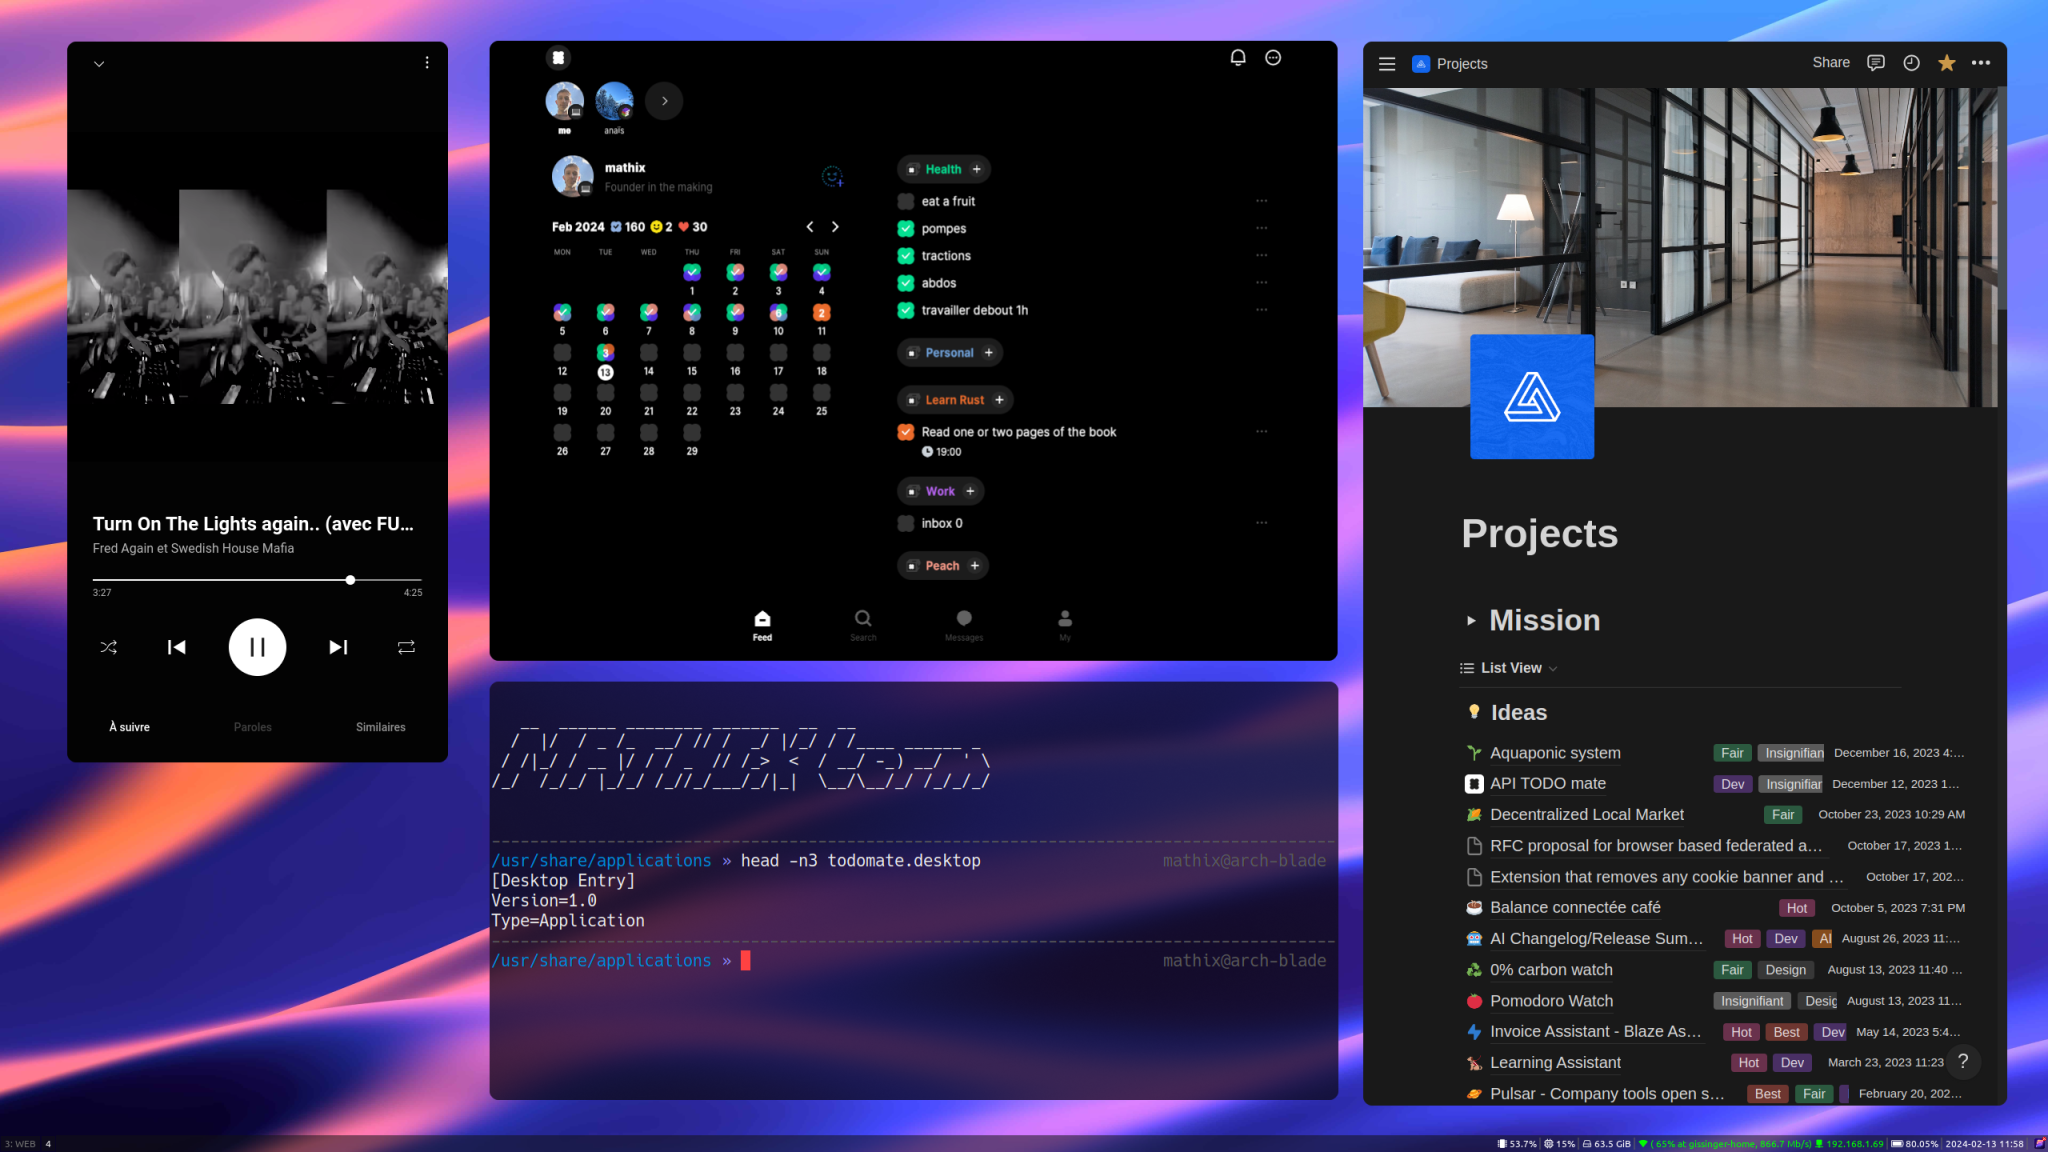 Turn On The Lights again.. (avec FU...
Fred Again et Swedish House Mafia
3:27
4:25
À suivre
Paroles
Similaires
me
anaïs
mathix
Founder in the making
Feb 2024 160 2 30
MON TUE WED THU FRI SAT SUN
1 2 3 4
5 6 7 8 9 6 10 2 11
12 3 13 14 15 16 17 18
19 20 21 22 23 24 25
26 27 28 29
Health +
eat a fruit
pompes
tractions
abdos
travailler debout 1h
Personal +
Learn Rust +
Read one or two pages of the book
19:00
Work +
inbox 0
Peach +
Feed
Search
Messages
My
/usr/share/applications » head -n3 todomate.desktop mathix@arch-blade
[Desktop Entry]
Version=1.0
Type=Application
/usr/share/applications » mathix@arch-blade
Projects
Share
Projects
Mission
List View
Ideas
Aquaponic system Fair Insignifian December 16, 2023 4:...
API TODO mate Dev Insignifiar December 12, 2023 1...
Decentralized Local Market Fair October 23, 2023 10:29 AM
RFC proposal for browser based federated a... October 17, 2023 1...
Extension that removes any cookie banner and ... October 17, 202...
Balance connectée café Hot October 5, 2023 7:31 PM
AI Changelog/Release Sum... Hot Dev AI August 26, 2023 11:...
0% carbon watch Fair Design August 13, 2023 11:40 ...
Pomodoro Watch Insignifiant Desig August 13, 2023 11...
Invoice Assistant - Blaze As... Hot Best Dev May 14, 2023 5:4...
Learning Assistant Hot Dev March 23, 2023 11:23
?
Pulsar - Company tools open s... Best Fair February 20, 202...
3: WEB 4
53.7% | 15% | 63.5 GiB | ( 65% at gissinger-home, 866.7 Mb/s) 192.168.1.69 | 80.05% | 2024-02-13 11:58